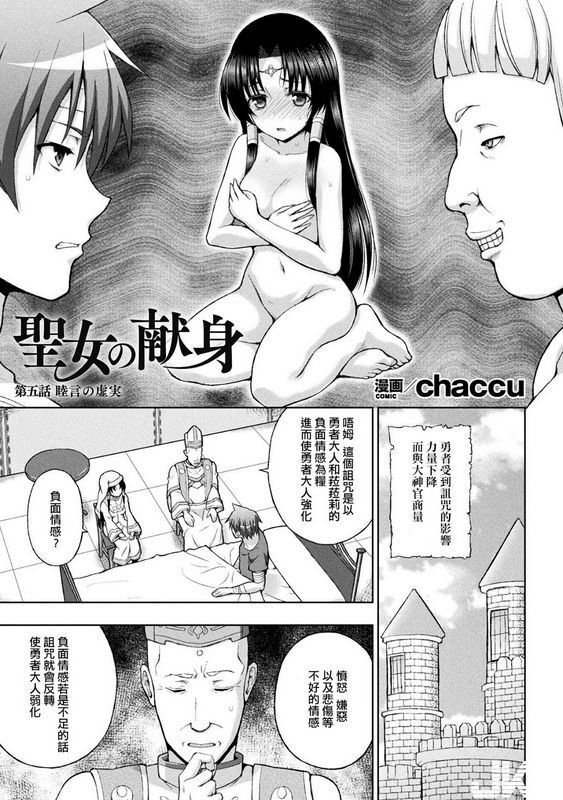 聖女の献身
第五話 睦言の虚実
漫画/chaccu
COMIC
勇者受到詛咒的影響
力量下降
而與大神官商量
唔姆 這個詛咒是以
勇者大人和菈菈莉的
負面情感為糧
進而使勇者大人強化
負面情感？
憤怒 嫌惡
以及悲傷等
不好的情感
負面情感若是不足的話
詛咒就會反轉
使勇者大人弱化